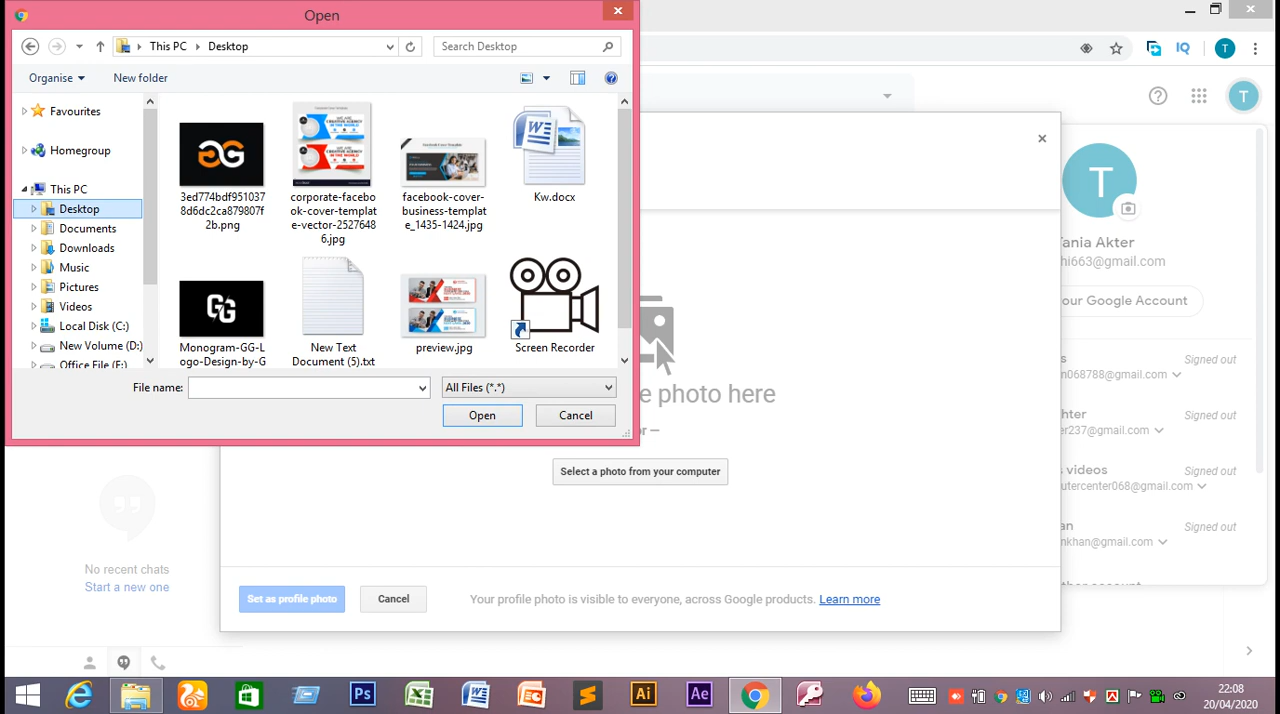 Open
This PC
Desktop
Search Desktop
Organise
New folder
Favourites
Homegroup
This PC
Desktop
Documents
Downloads
Music
Pictures
Videos
Local Disk (C:)
New Volume (D:)
Office File (F:)
3ed774bdf951037
8d6dc2ca879807f
2b.png
corporate-facebo
ok-cover-templat
e-vector-2527648
6.jpg
facebook-cover-
business-templat
e_1435-1424.jpg
Kw.docx
Monogram-GG-L
ogo-Design-by-G
New Text
Document (5).txt
preview.jpg
Screen Recorder
File name:
All Files (*.*)
Open
Cancel
IQ
T
T
T
Tania Akter
hi663@gmail.com
our Google Account
s
Signed out
n068788@gmail.com
hter
Signed out
er237@gmail.com
s videos
Signed out
utercenter068@gmail.com
an
Signed out
nkhan@gmail.com
e photo here
or —
Select a photo from your computer
Set as profile photo
Cancel
Your profile photo is visible to everyone, across Google products. Learn more
No recent chats
Start a new one
Ps
Ai
Ae
22:08
20/04/2020